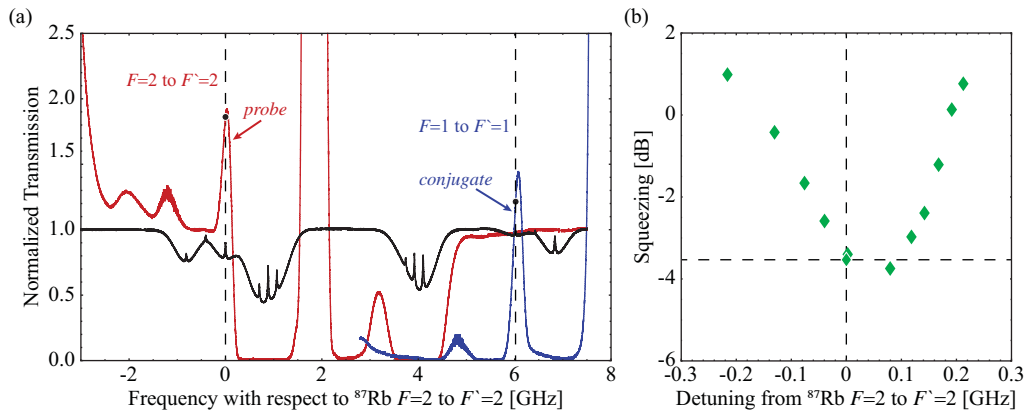 (a)
2.5
2.0
1.5
1.0
0.5
0.0
Normalized Transmission
F=2 to F`=2
probe
F=1 to F`=1
conjugate
-2
0
2
4
6
8
Frequency with respect to ⁸⁷Rb F=2 to F`=2 [GHz]
(b)
2
0
-2
-4
-6
Squeezing [dB]
-0.3
-0.2
-0.1
0.0
0.1
0.2
0.3
Detuning from ⁸⁷Rb F=2 to F`=2 [GHz]